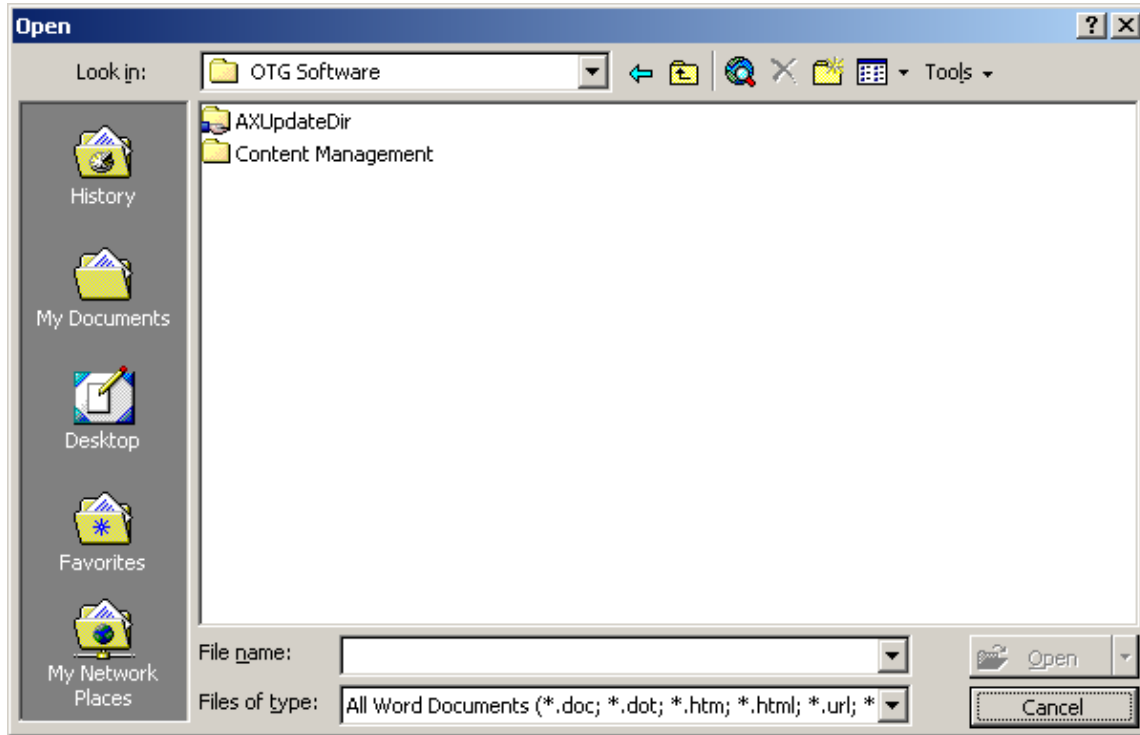 Open
Look in: OTG Software Tools
AXUpdateDir
Content Management
History
My Documents
Desktop
Favorites
My Network
Places
File name: Open
Files of type: All Word Documents (*.doc; *.dot; *.htm; *.html; *.url; * Cancel